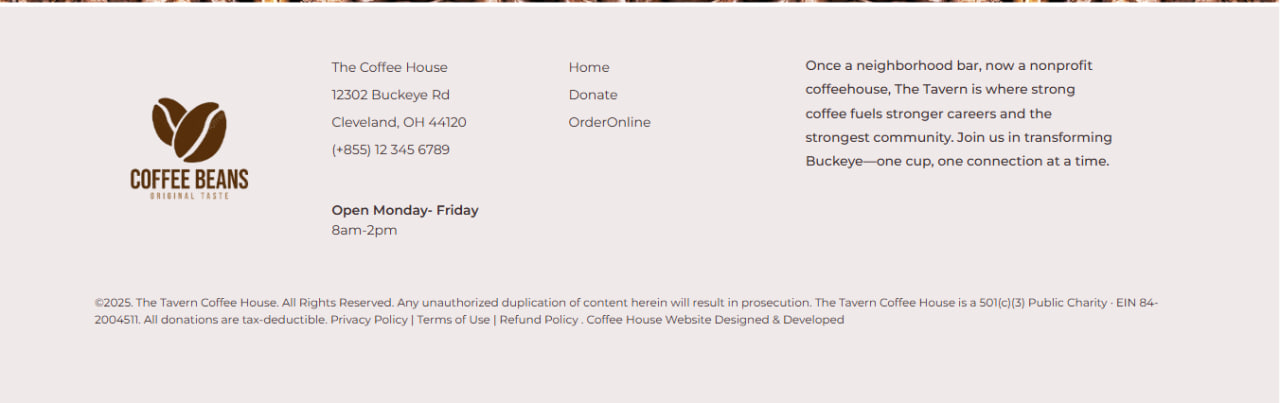 COFFEE BEANS
ORIGINAL TASTE
The Coffee House
12302 Buckeye Rd
Cleveland, OH 44120
(+855) 12 345 6789
Open Monday- Friday
8am-2pm
Home
Donate
OrderOnline
Once a neighborhood bar, now a nonprofit
coffeehouse, The Tavern is where strong
coffee fuels stronger careers and the
strongest community. Join us in transforming
Buckeye—one cup, one connection at a time.
©2025. The Tavern Coffee House. All Rights Reserved. Any unauthorized duplication of content herein will result in prosecution. The Tavern Coffee House is a 501(c)(3) Public Charity · EIN 84-
2004511. All donations are tax-deductible. Privacy Policy | Terms of Use | Refund Policy . Coffee House Website Designed & Developed